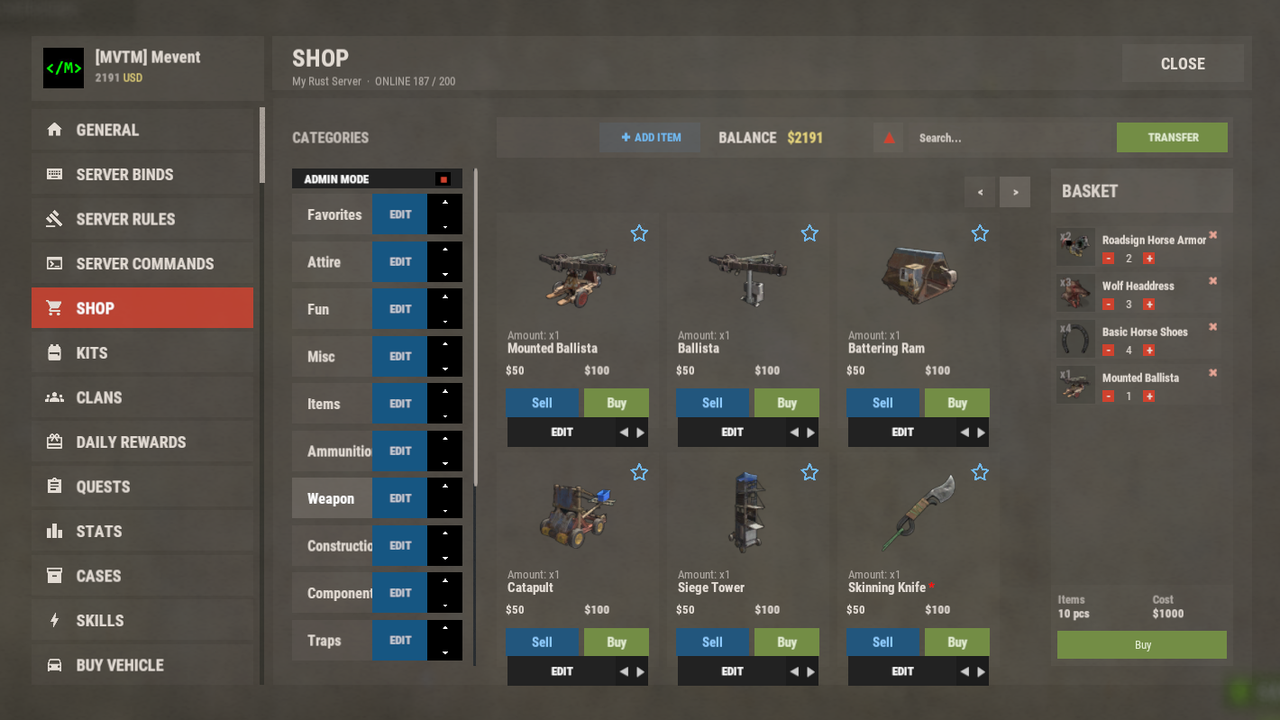 </M>
[MVTM] Mevent
2191 USD
GENERAL
SERVER BINDS
SERVER RULES
SERVER COMMANDS
SHOP
KITS
CLANS
DAILY REWARDS
QUESTS
STATS
CASES
SKILLS
BUY VEHICLE
SHOP
My Rust Server · ONLINE 187 / 200
CLOSE
CATEGORIES
ADMIN MODE
Favorites EDIT
Attire EDIT
Fun EDIT
Misc EDIT
Items EDIT
Ammunitio EDIT
Weapon EDIT
Constructio EDIT
Component EDIT
Traps EDIT
+ ADD ITEM BALANCE $2191 Search... TRANSFER
< >
Amount: x1 Amount: x1 Amount: x1
Mounted Ballista Ballista Battering Ram
$50 $100 $50 $100 $50 $100
Sell Buy Sell Buy Sell Buy
EDIT EDIT EDIT
Amount: x1 Amount: x1 Amount: x1
Catapult Siege Tower Skinning Knife
$50 $100 $50 $100 $50 $100
Sell Buy Sell Buy Sell Buy
EDIT EDIT EDIT
BASKET
x2 Roadsign Horse Armor
- 2 +
x3 Wolf Headdress
- 3 +
x4 Basic Horse Shoes
- 4 +
x1 Mounted Ballista
- 1 +
Items Cost
10 pcs $1000
Buy